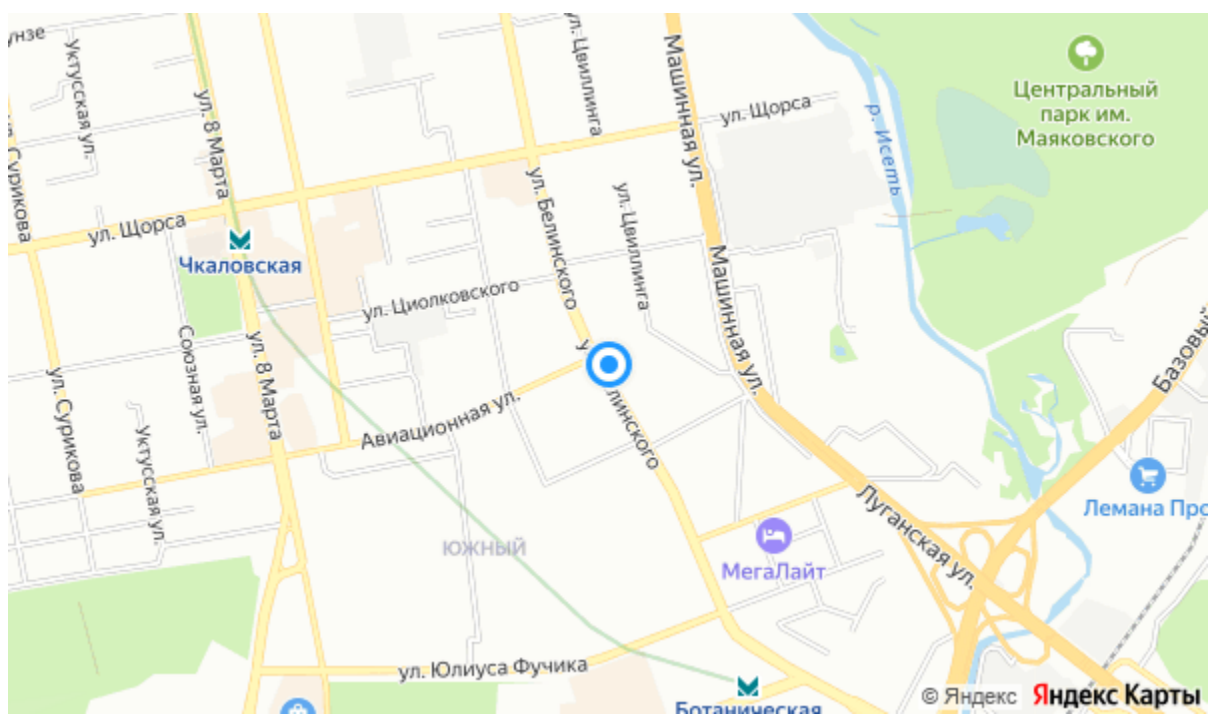 унзе
Уктусская ул.
ул. 8 Марта
ул. Цвиллинга
Машинная ул.
ул. Щорса
р. Исеть
Центральный
парк им.
Маяковского
ул. Сурикова
ул. Щорса
ул. Белинского
ул. Цвиллинга
Чкаловская
Машинная ул.
ул. Циолковского
Базовый
Союзная ул.
ул. 8 Марта
ул. Сурикова
Уктусская ул.
Авиационная ул.
у
линского
Лемана Про
Луганская ул.
ЮЖНЫЙ
МегаЛайт
ул. Юлиуса Фучика
Ботаническая
© Яндекс Яндекс Карты